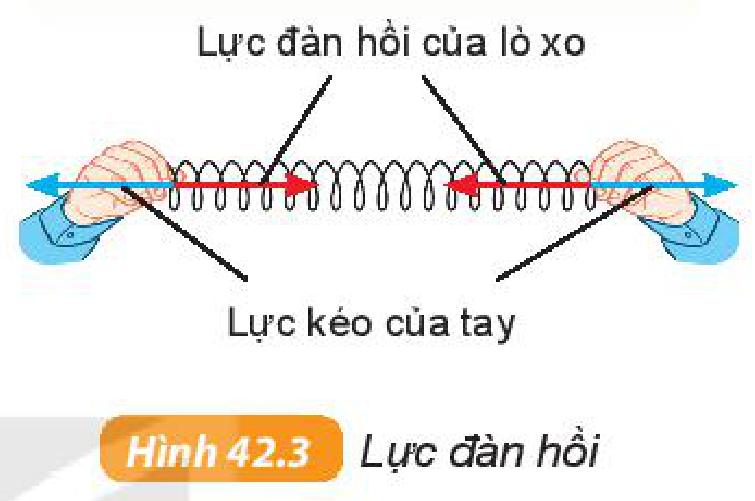 Lực đàn hồi của lò xo
Lực kéo của tay
Hình 42.3 Lực đàn hồi